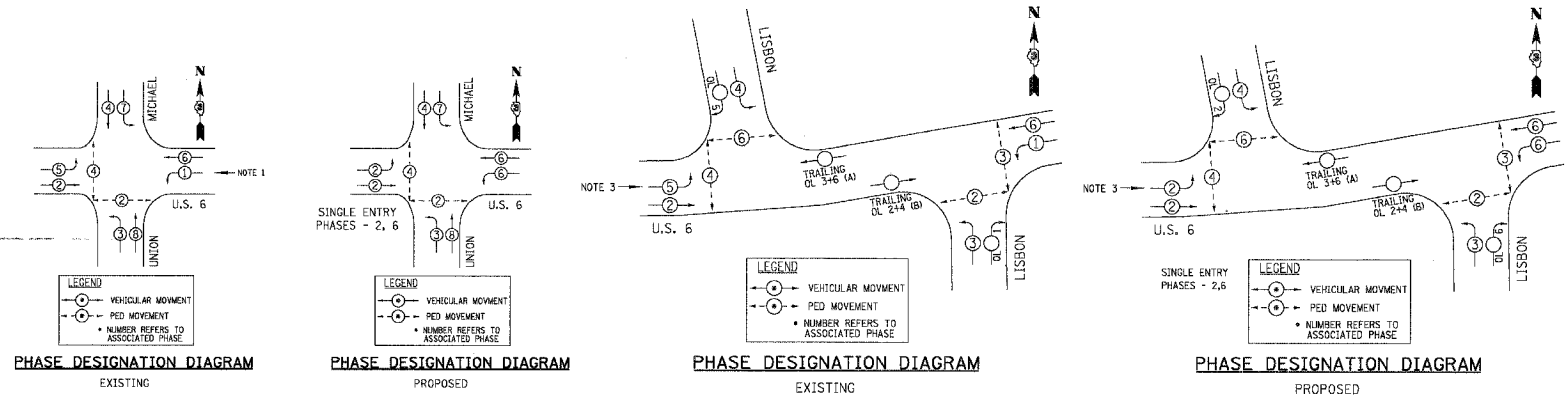 N
MICHAEL
4
7
6
5
1
NOTE 1
2
4
2
U.S. 6
3
8
UNION
LEGEND
* VEHICULAR MOVMENT
* PED MOVEMENT
* NUMBER REFERS TO
ASSOCIATED PHASE
PHASE DESIGNATION DIAGRAM
EXISTING
N
MICHAEL
4
7
6
2
4
6
2
2
U.S. 6
SINGLE ENTRY
PHASES - 2, 6
3
8
UNION
LEGEND
* VEHICULAR MOVMENT
* PED MOVEMENT
* NUMBER REFERS TO
ASSOCIATED PHASE
PHASE DESIGNATION DIAGRAM
PROPOSED
N
LISBON
OL 5
4
6
6
1
3
TRAILING
OL 3+6 (A)
NOTE 3
5
4
2
TRAILING
OL 2+4 (B)
2
U.S. 6
3
OL 1
LISBON
LEGEND
* VEHICULAR MOVMENT
* PED MOVEMENT
* NUMBER REFERS TO
ASSOCIATED PHASE
PHASE DESIGNATION DIAGRAM
EXISTING
N
LISBON
OL 2
4
6
6
6
3
TRAILING
OL 3+6 (A)
NOTE 3
2
4
2
TRAILING
OL 2+4 (B)
2
U.S. 6
3
OL 6
LISBON
SINGLE ENTRY
PHASES - 2,6
LEGEND
* VEHICULAR MOVMENT
* PED MOVEMENT
* NUMBER REFERS TO
ASSOCIATED PHASE
PHASE DESIGNATION DIAGRAM
PROPOSED